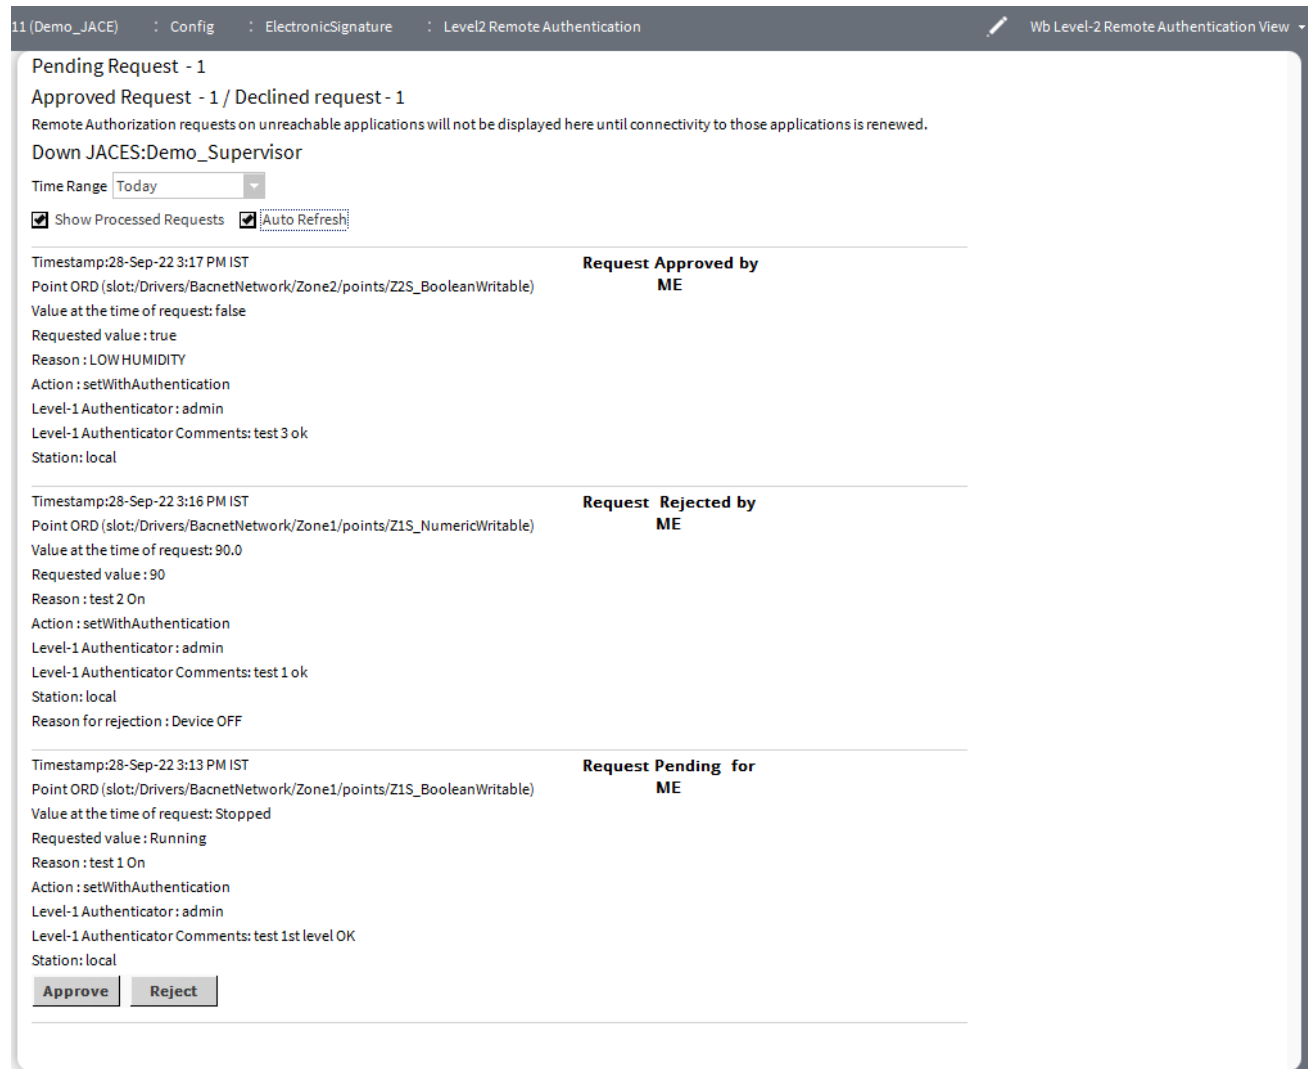 11 (Demo_JACE) : Config : ElectronicSignature : Level2 Remote Authentication Wb Level-2 Remote Authentication View
Pending Request - 1
Approved Request - 1 / Declined request - 1
Remote Authorization requests on unreachable applications will not be displayed here until connectivity to those applications is renewed.
Down JACES:Demo_Supervisor
Time Range Today
Show Processed Requests Auto Refresh
Timestamp:28-Sep-22 3:17 PM IST
Request Approved by
ME
Point ORD (slot:/Drivers/BacnetNetwork/Zone2/points/Z2S_BooleanWritable)
Value at the time of request: false
Requested value : true
Reason : LOW HUMIDITY
Action : setWithAuthentication
Level-1 Authenticator : admin
Level-1 Authenticator Comments: test 3 ok
Station: local
Timestamp:28-Sep-22 3:16 PM IST
Request Rejected by
ME
Point ORD (slot:/Drivers/BacnetNetwork/Zone1/points/Z1S_NumericWritable)
Value at the time of request: 90.0
Requested value : 90
Reason : test 2 On
Action : setWithAuthentication
Level-1 Authenticator : admin
Level-1 Authenticator Comments: test 1 ok
Station: local
Reason for rejection : Device OFF
Timestamp:28-Sep-22 3:13 PM IST
Request Pending for
ME
Point ORD (slot:/Drivers/BacnetNetwork/Zone1/points/Z1S_BooleanWritable)
Value at the time of request: Stopped
Requested value : Running
Reason : test 1 On
Action : setWithAuthentication
Level-1 Authenticator : admin
Level-1 Authenticator Comments: test 1st level OK
Station: local
Approve Reject